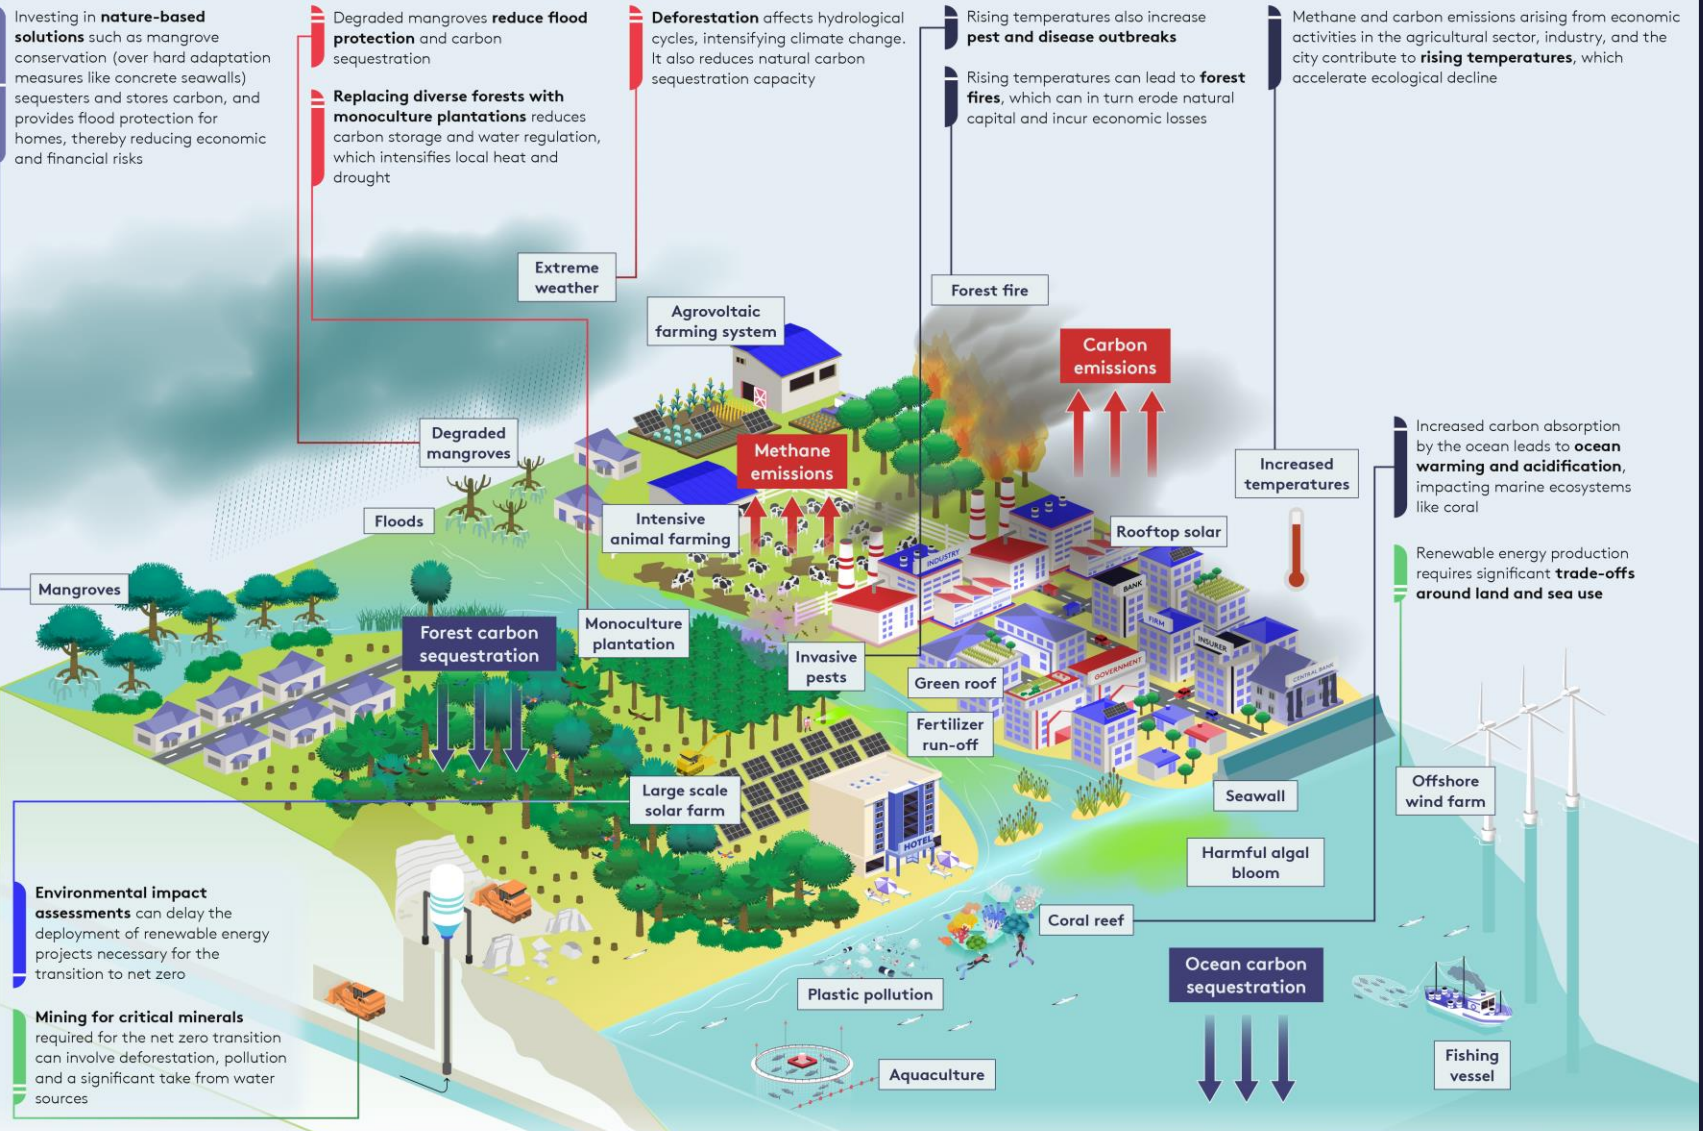 Investing in nature-based
solutions such as mangrove
conservation (over hard adaptation
measures like concrete seawalls)
sequesters and stores carbon, and
provides flood protection for
homes, thereby reducing economic
and financial risks
Degraded mangroves reduce flood
protection and carbon
sequestration
Replacing diverse forests with
monoculture plantations reduces
carbon storage and water regulation,
which intensifies local heat and
drought
Deforestation affects hydrological
cycles, intensifying climate change.
It also reduces natural carbon
sequestration capacity
Rising temperatures also increase
pest and disease outbreaks
Rising temperatures can lead to forest
fires, which can in turn erode natural
capital and incur economic losses
Methane and carbon emissions arising from economic
activities in the agricultural sector, industry, and the
city contribute to rising temperatures, which
accelerate ecological decline
Extreme
weather
Forest fire
Agrovoltaic
farming system
Carbon
emissions
Degraded
mangroves
Methane
emissions
Increased
temperatures
Increased carbon absorption
by the ocean leads to ocean
warming and acidification,
impacting marine ecosystems
like coral
Floods
Intensive
animal farming
Rooftop solar
INDUSTRY
BANK
FIRM
INSURER
GOVERNMENT
CENTRAL BANK
Renewable energy production
requires significant trade-offs
around land and sea use
Mangroves
Forest carbon
sequestration
Monoculture
plantation
Invasive
pests
Green roof
Fertilizer
run-off
Large scale
solar farm
HOTEL
Seawall
Offshore
wind farm
Harmful algal
bloom
Environmental impact
assessments can delay the
deployment of renewable energy
projects necessary for the
transition to net zero
Coral reef
Ocean carbon
sequestration
Plastic pollution
Mining for critical minerals
required for the net zero transition
can involve deforestation, pollution
and a significant take from water
sources
Aquaculture
Fishing
vessel